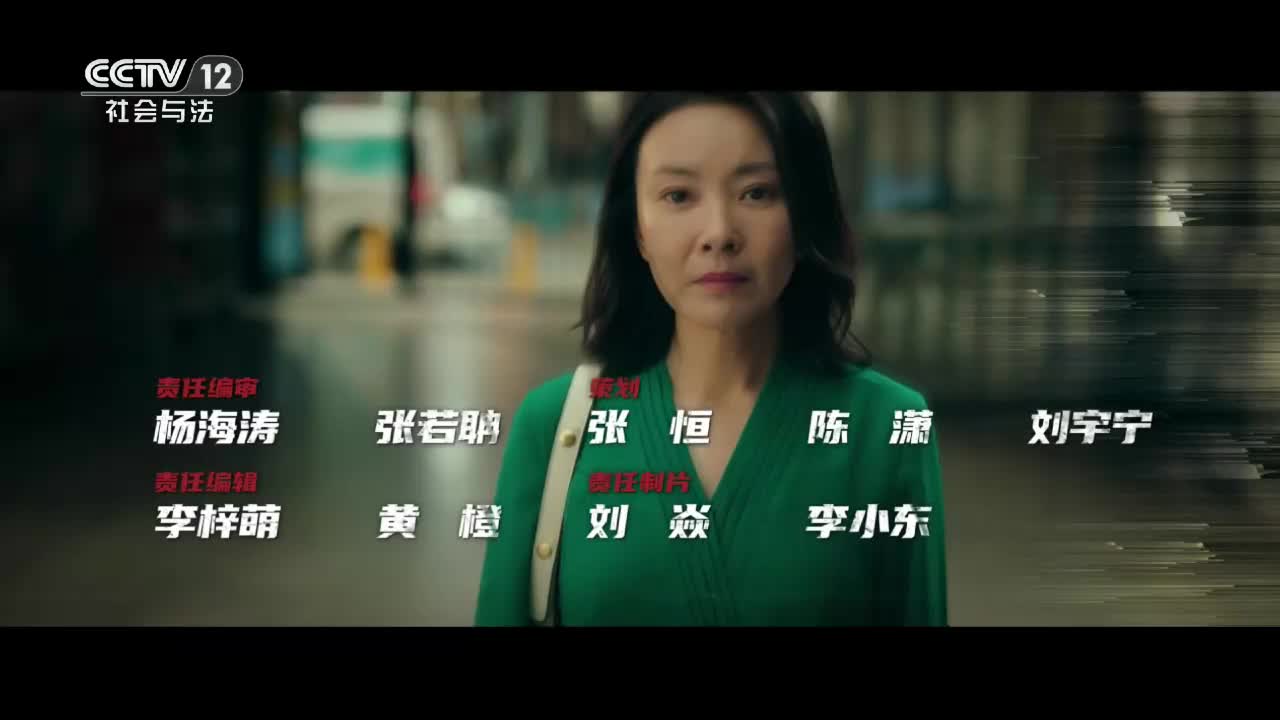 CCTV 12
社会与法
责任编审 策划
杨海涛 张若聃 张 恒 陈 潇 刘宇宁
责任编辑 责任制片
李梓萌 黄 橙 刘 焱 李小东